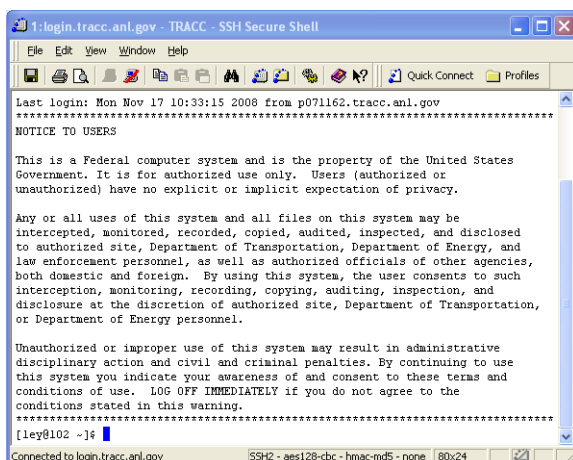 1:login.tracc.anl.gov - TRACC - SSH Secure Shell
File Edit View Window Help
Quick Connect Profiles
Last login: Mon Nov 17 10:33:15 2008 from p071162.tracc.anl.gov
******************************************************************************
NOTICE TO USERS
This is a Federal computer system and is the property of the United States
Government. It is for authorized use only. Users (authorized or
unauthorized) have no explicit or implicit expectation of privacy.
Any or all uses of this system and all files on this system may be
intercepted, monitored, recorded, copied, audited, inspected, and disclosed
to authorized site, Department of Transportation, Department of Energy, and
law enforcement personnel, as well as authorized officials of other agencies,
both domestic and foreign. By using this system, the user consents to such
interception, monitoring, recording, copying, auditing, inspection, and
disclosure at the discretion of authorized site, Department of Transportation,
or Department of Energy personnel.
Unauthorized or improper use of this system may result in administrative
disciplinary action and civil and criminal penalties. By continuing to use
this system you indicate your awareness of and consent to these terms and
conditions of use. LOG OFF IMMEDIATELY if you do not agree to the
conditions stated in this warning.
******************************************************************************
[ley@l02 ~]$
Connected to login.tracc.anl.gov SSH2 - aes128-cbc - hmac-md5 - none 80x24